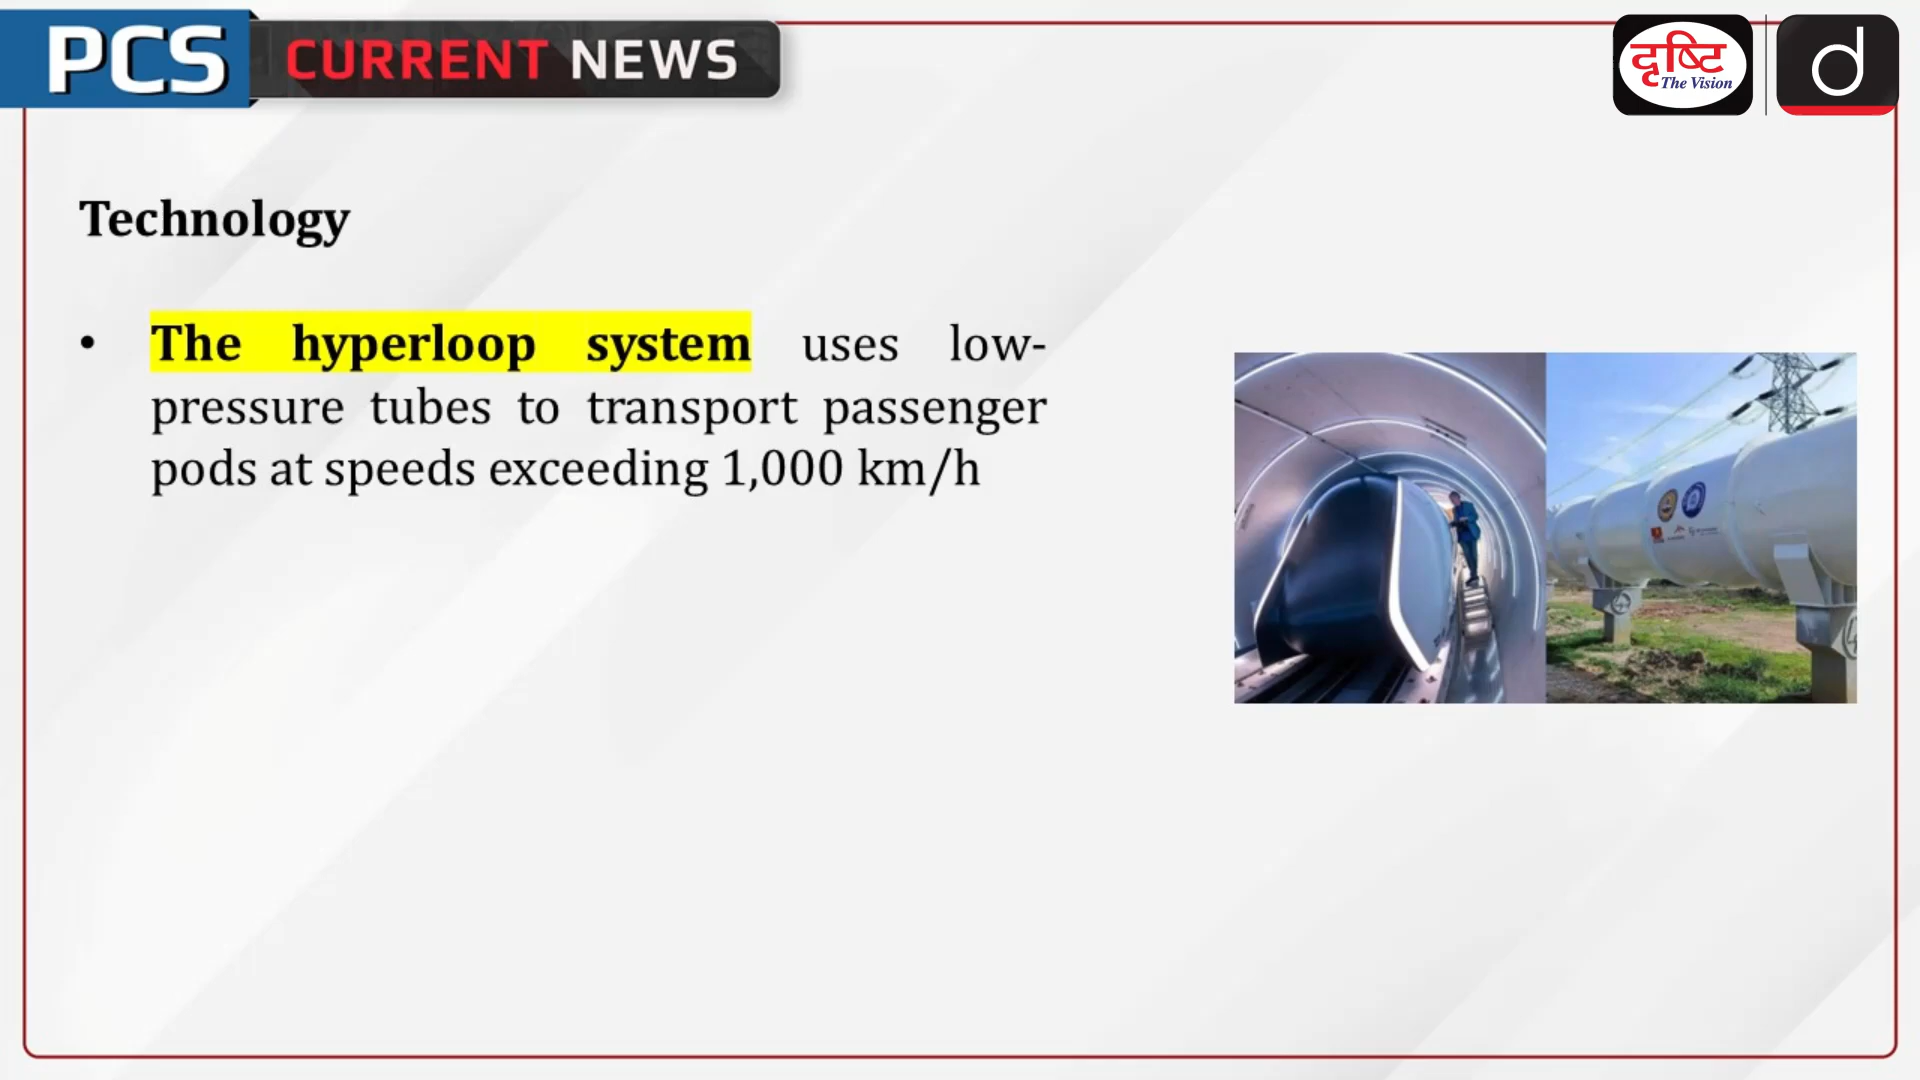 PCS CURRENT NEWS
दृष्टि
The Vision
d
Technology
• The hyperloop system uses low-
pressure tubes to transport passenger
pods at speeds exceeding 1,000 km/h